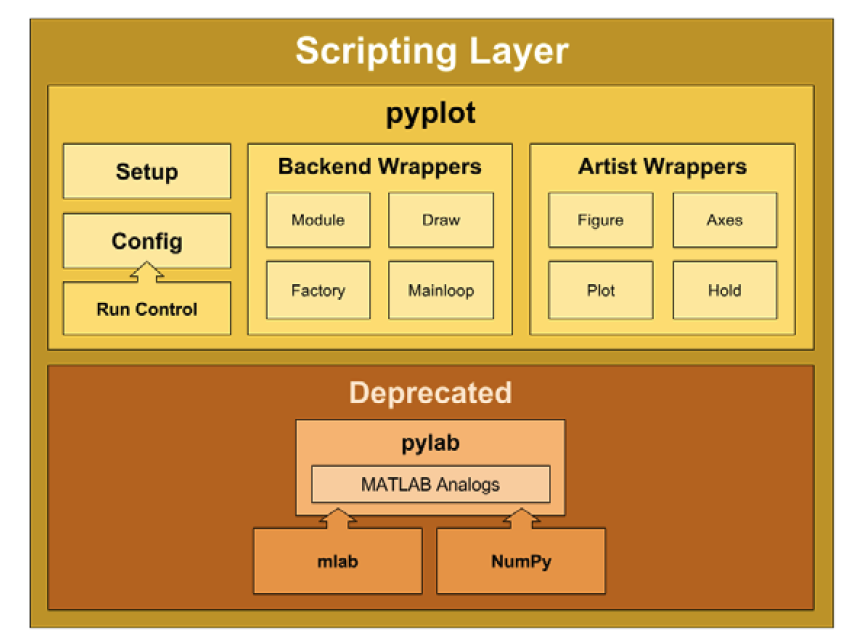 Scripting Layer
pyplot
Setup
Config
Run Control
Backend Wrappers
Module
Draw
Factory
Mainloop
Artist Wrappers
Figure
Axes
Plot
Hold
Deprecated
pylab
MATLAB Analogs
mlab
NumPy